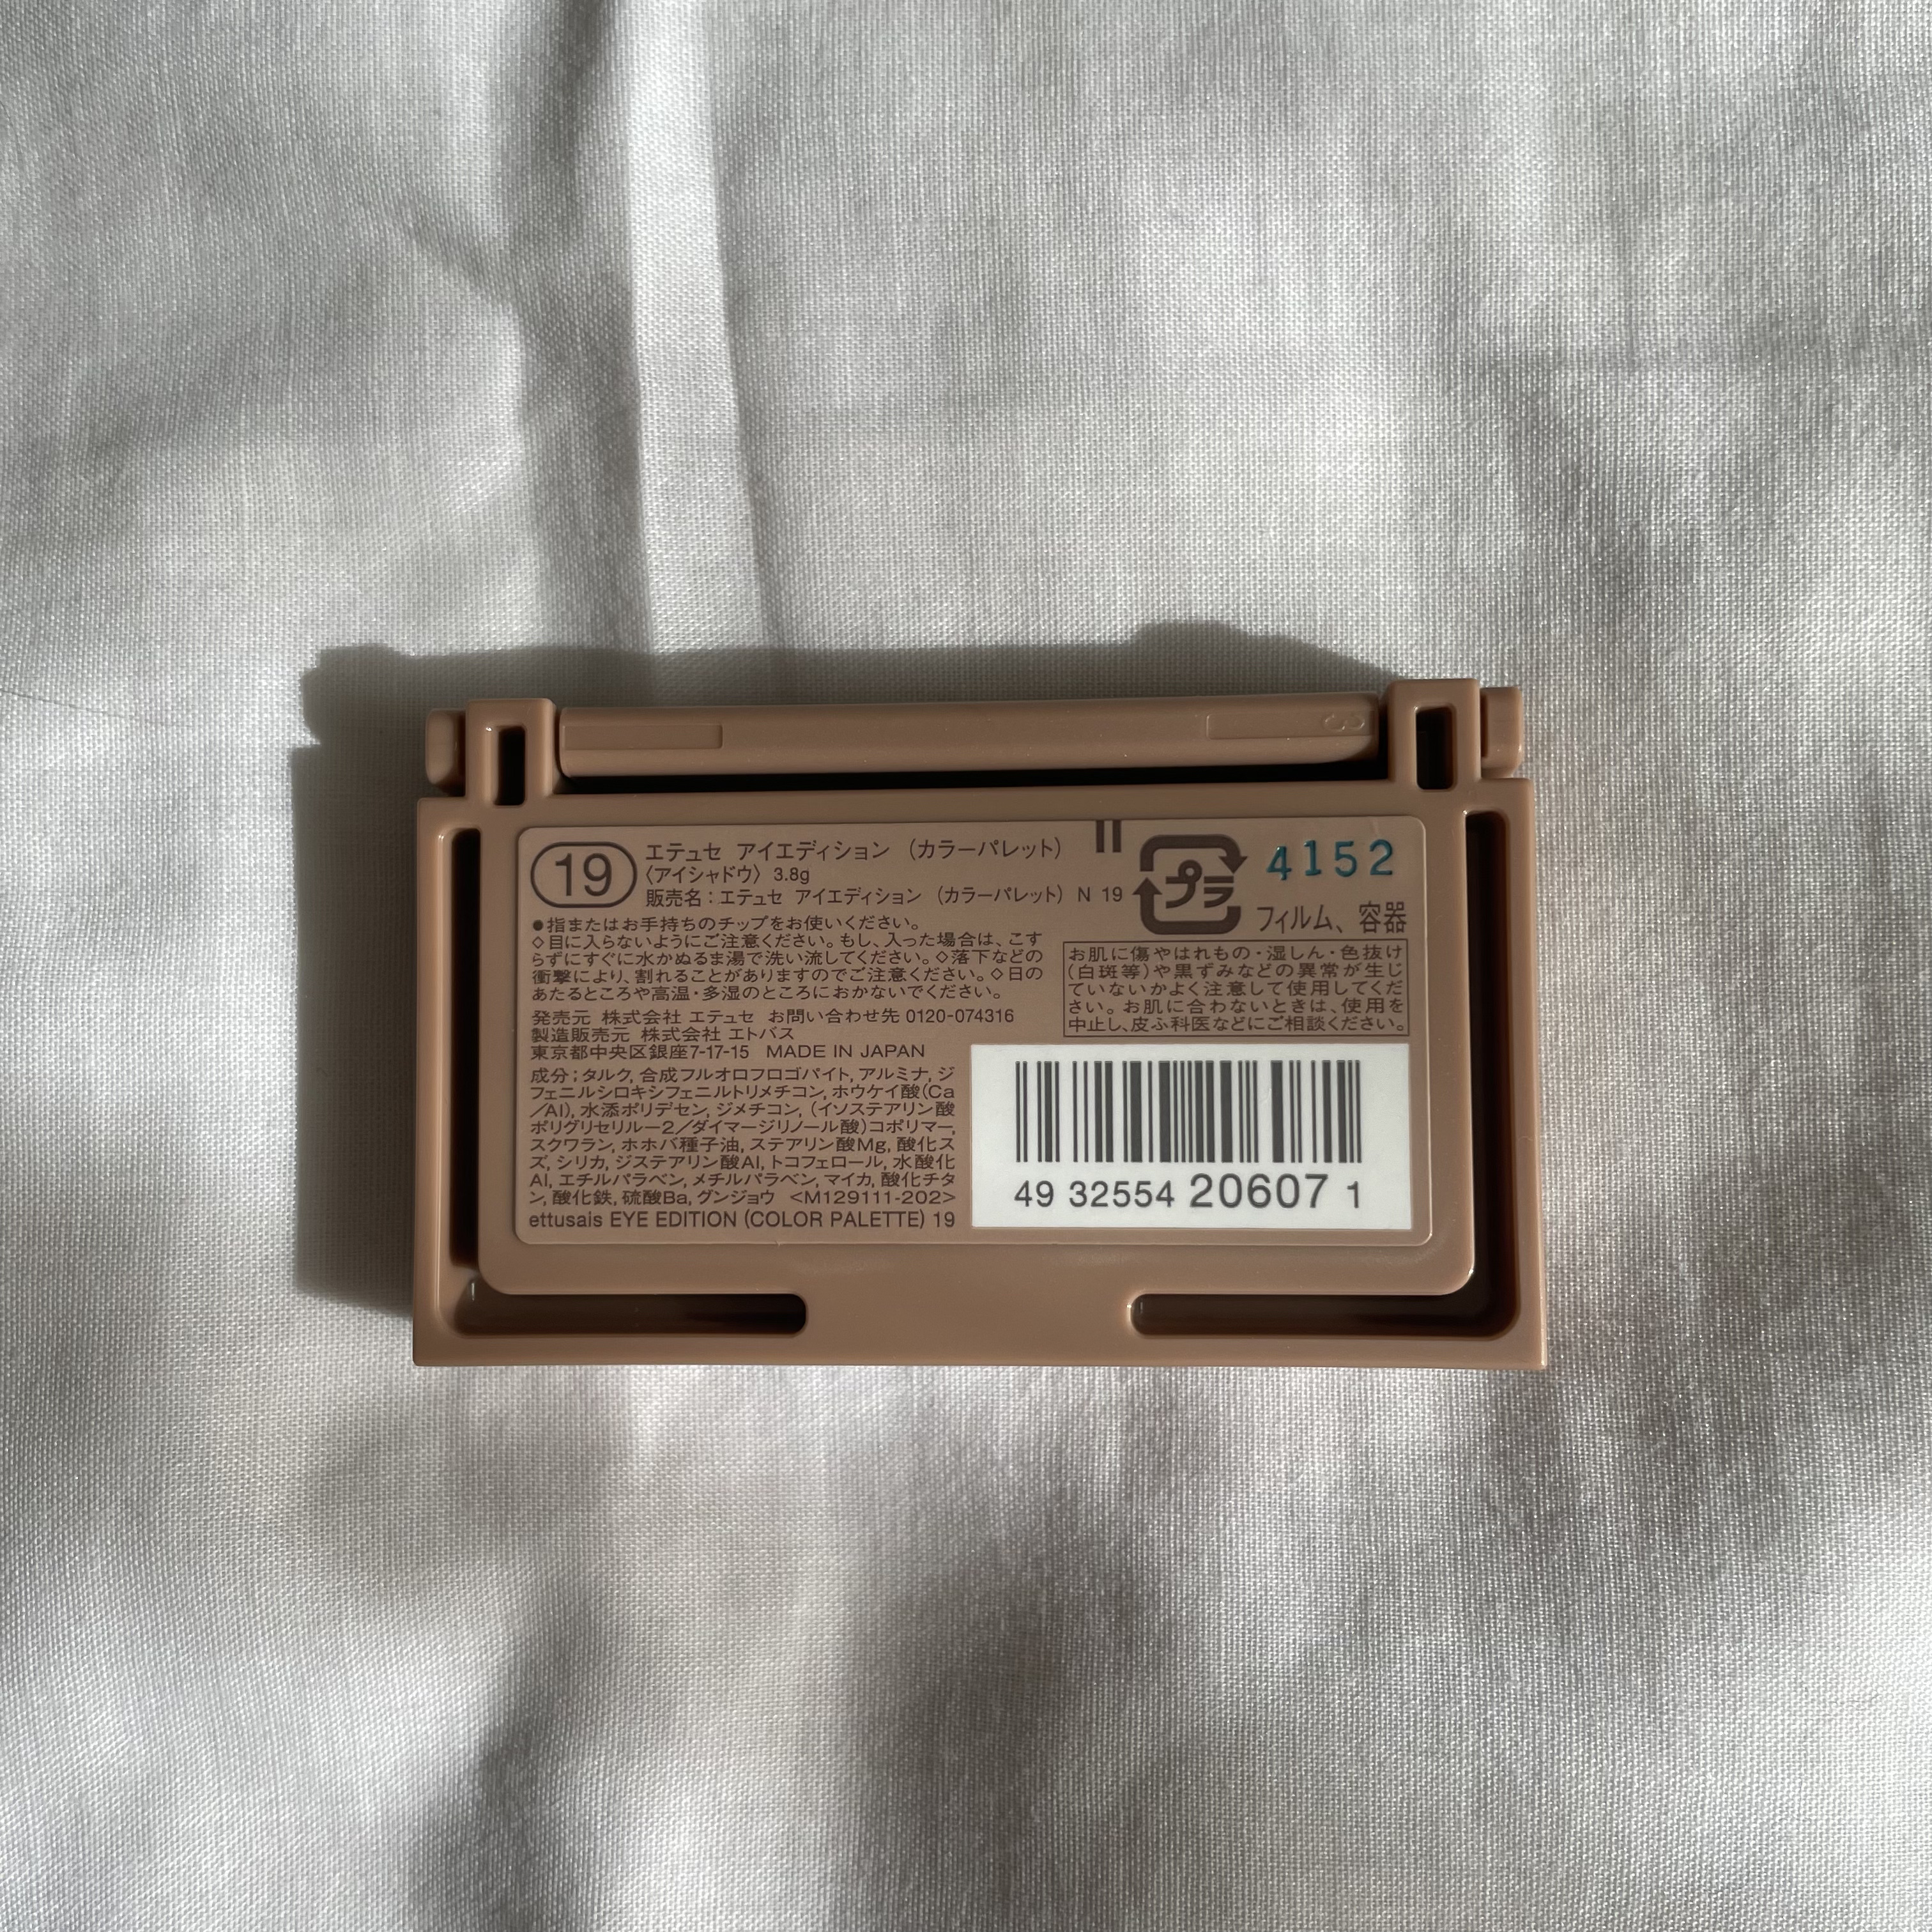 19
エテュセ アイエディション (カラーパレット)
〈アイシャドウ〉 3.8g
販売名:エテュセ アイエディション (カラーパレット) N 19
プラ
4152
フィルム、容器
●指またはお手持ちのチップをお使いください。
◇目に入らないようにご注意ください。もし、入った場合は、こす
らずにすぐに水かぬるま湯で洗い流してください。◇落下などの
衝撃により、割れることがありますのでご注意ください。◇日の
あたるところや高温・多湿のところにおかないでください。
お肌に傷やはれもの・湿しん・色抜け
(白斑等)や黒ずみなどの異常が生じ
ていないかよく注意して使用してくだ
さい。お肌に合わないときは、使用を
中止し、皮ふ科医などにご相談ください。
発売元 株式会社 エテュセ お問い合わせ先 0120-074316
製造販売元 株式会社 エトバス
東京都中央区銀座7-17-15 MADE IN JAPAN
成分;タルク, 合成フルオロフロゴパイト, アルミナ, ジ
フェニルシロキシフェニルトリメチコン, ホウケイ酸(Ca
/Al), 水添ポリデセン, ジメチコン, (イソステアリン酸
ポリグリセリル-2/ダイマージリノール酸)コポリマー,
スクワラン, ホホバ種子油, ステアリン酸Mg, 酸化ス
ズ, シリカ, ジステアリン酸Al, トコフェロール, 水酸化
Al, エチルパラベン, メチルパラベン, マイカ, 酸化チタ
ン, 酸化鉄, 硫酸Ba, グンジョウ <M129111-202>
ettusais EYE EDITION (COLOR PALETTE) 19
49 32554 20607 1